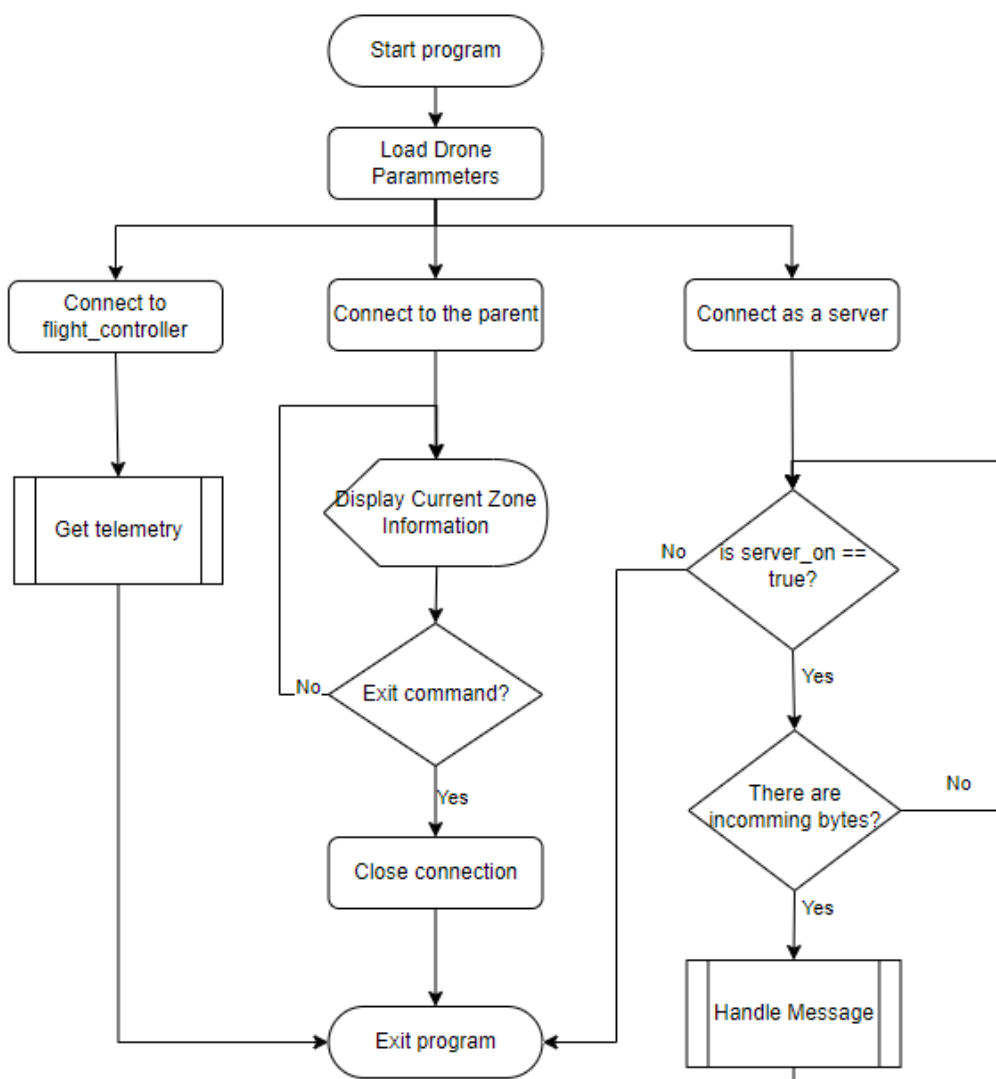 Start program
Load Drone
Parammeters
Connect to
flight_controller
Connect to the parent
Connect as a server
Get telemetry
Display Current Zone
Information
No
is server_on ==
true?
No
Exit command?
Yes
Yes
There are
incomming bytes?
No
Close connection
Yes
Handle Message
Exit program